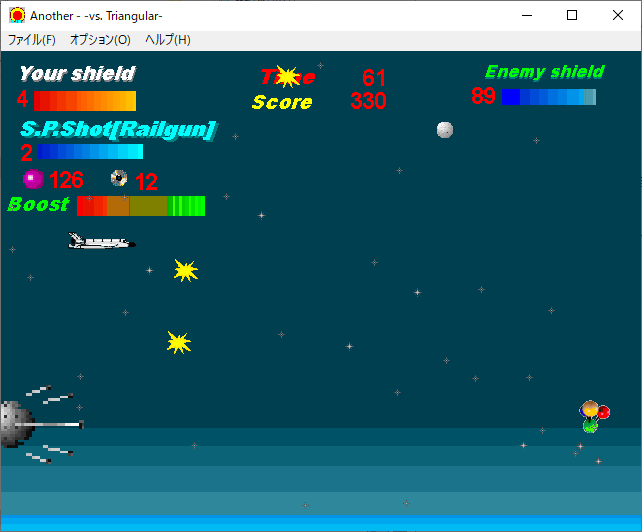 Another - -vs. Triangular-
ファイル(F) オプション(O) ヘルプ(H)
Your shield
4
Time 61
Score 330
Enemy shield
89
S.P.Shot[Railgun]
2
126 12
Boost